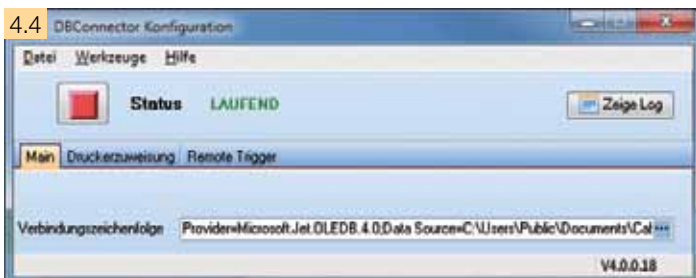 4.4 DBConnector Konfiguration
Datei Werkzeuge Hilfe
Status LAUFEND Zeige Log
Main Druckerzuweisung Remote Trigger
Verbindungszeichenfolge Provider=Microsoft.Jet.OLEDB.4.0;Data Source=C:\Users\Public\Documents\Cal ...
V4.0.0.18